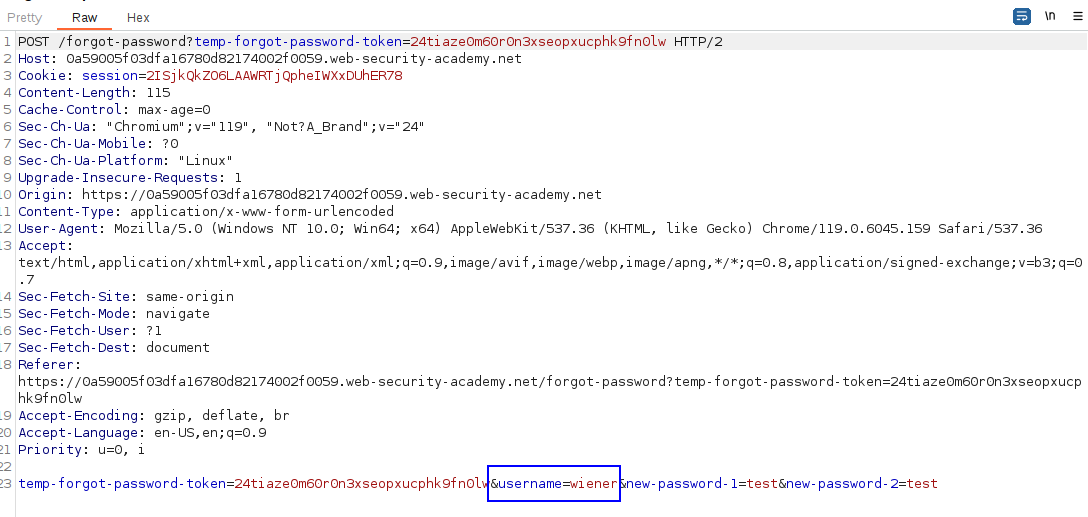 Pretty Raw Hex \n
1 POST /forgot-password?temp-forgot-password-token=24tiaze0m60r0n3xseopxucphk9fn0lw HTTP/2
2 Host: 0a59005f03dfa16780d82174002f0059.web-security-academy.net
3 Cookie: session=2ISjkQkZO6LAAWRTjQpheIWXxDUhER78
4 Content-Length: 115
5 Cache-Control: max-age=0
6 Sec-Ch-Ua: "Chromium";v="119", "Not?A_Brand";v="24"
7 Sec-Ch-Ua-Mobile: ?0
8 Sec-Ch-Ua-Platform: "Linux"
9 Upgrade-Insecure-Requests: 1
10 Origin: https://0a59005f03dfa16780d82174002f0059.web-security-academy.net
11 Content-Type: application/x-www-form-urlencoded
12 User-Agent: Mozilla/5.0 (Windows NT 10.0; Win64; x64) AppleWebKit/537.36 (KHTML, like Gecko) Chrome/119.0.6045.159 Safari/537.36
13 Accept:
text/html,application/xhtml+xml,application/xml;q=0.9,image/avif,image/webp,image/apng,*/*;q=0.8,application/signed-exchange;v=b3;q=0
.7
14 Sec-Fetch-Site: same-origin
15 Sec-Fetch-Mode: navigate
16 Sec-Fetch-User: ?1
17 Sec-Fetch-Dest: document
18 Referer:
https://0a59005f03dfa16780d82174002f0059.web-security-academy.net/forgot-password?temp-forgot-password-token=24tiaze0m60r0n3xseopxucp
hk9fn0lw
19 Accept-Encoding: gzip, deflate, br
20 Accept-Language: en-US,en;q=0.9
21 Priority: u=0, i
22
23 temp-forgot-password-token=24tiaze0m60r0n3xseopxucphk9fn0lw&username=wiener&new-password-1=test&new-password-2=test